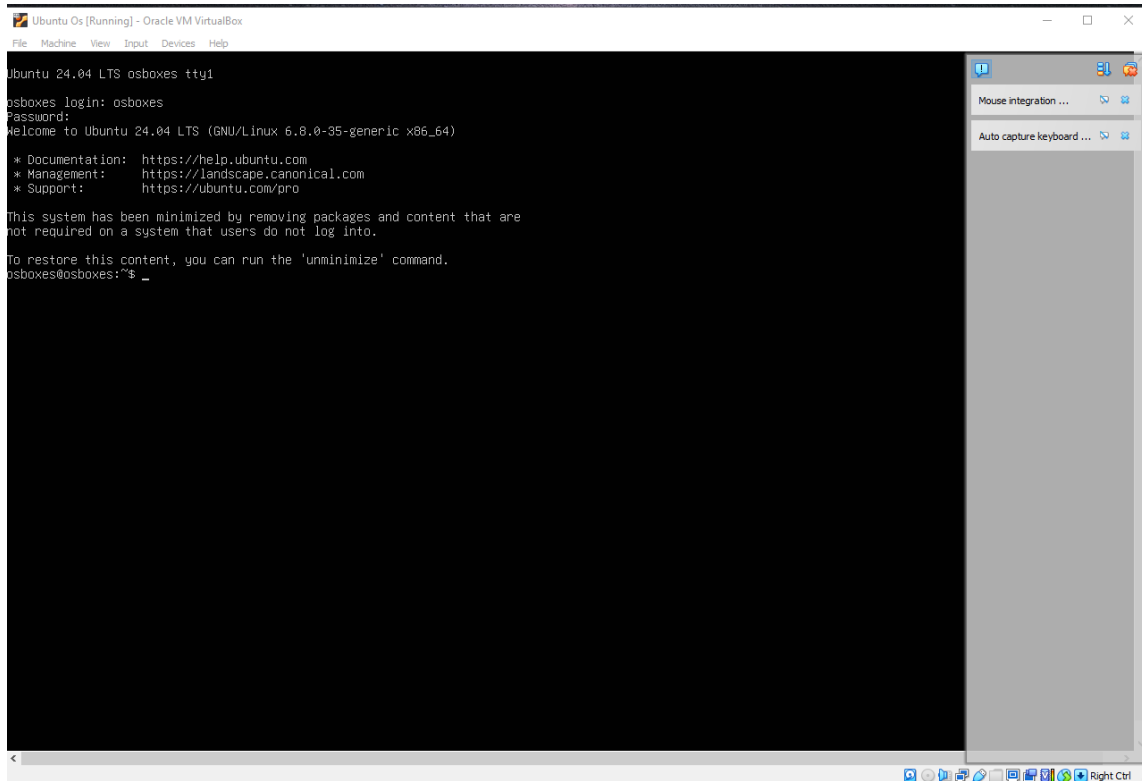 Ubuntu Os [Running] - Oracle VM VirtualBox
File Machine View Input Devices Help
Ubuntu 24.04 LTS osboxes tty1
osboxes login: osboxes
Password:
Welcome to Ubuntu 24.04 LTS (GNU/Linux 6.8.0-35-generic x86_64)
* Documentation: https://help.ubuntu.com
* Management: https://landscape.canonical.com
* Support: https://ubuntu.com/pro
This system has been minimized by removing packages and content that are
not required on a system that users do not log into.
To restore this content, you can run the 'unminimize' command.
osboxes@osboxes:~$ _
Mouse integration ...
Auto capture keyboard ...
Right Ctrl